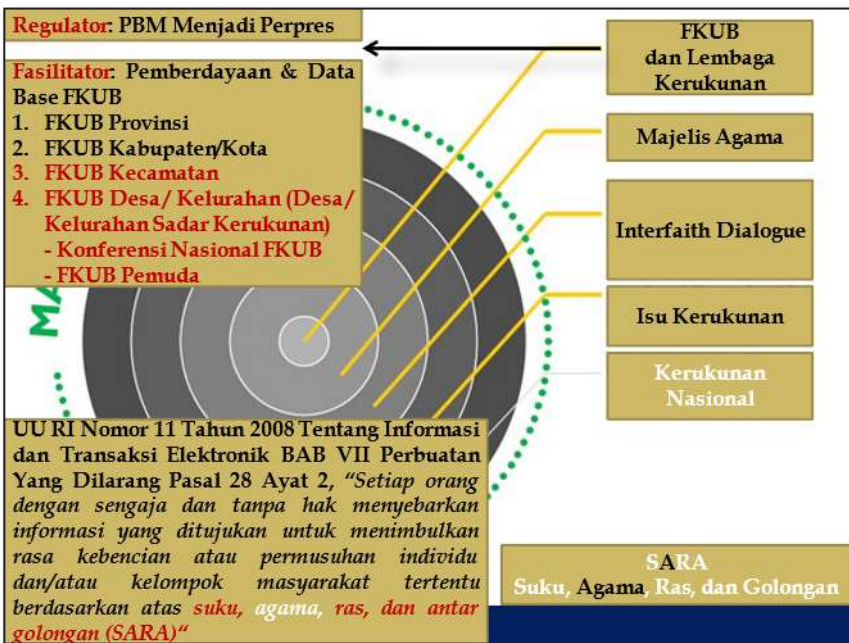 Regulator: PBM Menjadi Perpres
Fasilitator: Pemberdayaan & Data
Base FKUB
1. FKUB Provinsi
2. FKUB Kabupaten/Kota
3. FKUB Kecamatan
4. FKUB Desa/ Kelurahan (Desa/
Kelurahan Sadar Kerukunan)
- Konferensi Nasional FKUB
- FKUB Pemuda
MA
UU RI Nomor 11 Tahun 2008 Tentang Informasi
dan Transaksi Elektronik BAB VII Perbuatan
Yang Dilarang Pasal 28 Ayat 2, “Setiap orang
dengan sengaja dan tanpa hak menyebarkan
informasi yang ditujukan untuk menimbulkan
rasa kebencian atau permusuhan individu
dan/atau kelompok masyarakat tertentu
berdasarkan atas suku, agama, ras, dan antar
golongan (SARA)“
FKUB
dan Lembaga
Kerukunan
Majelis Agama
Interfaith Dialogue
Isu Kerukunan
Kerukunan
Nasional
SARA
Suku, Agama, Ras, dan Golongan